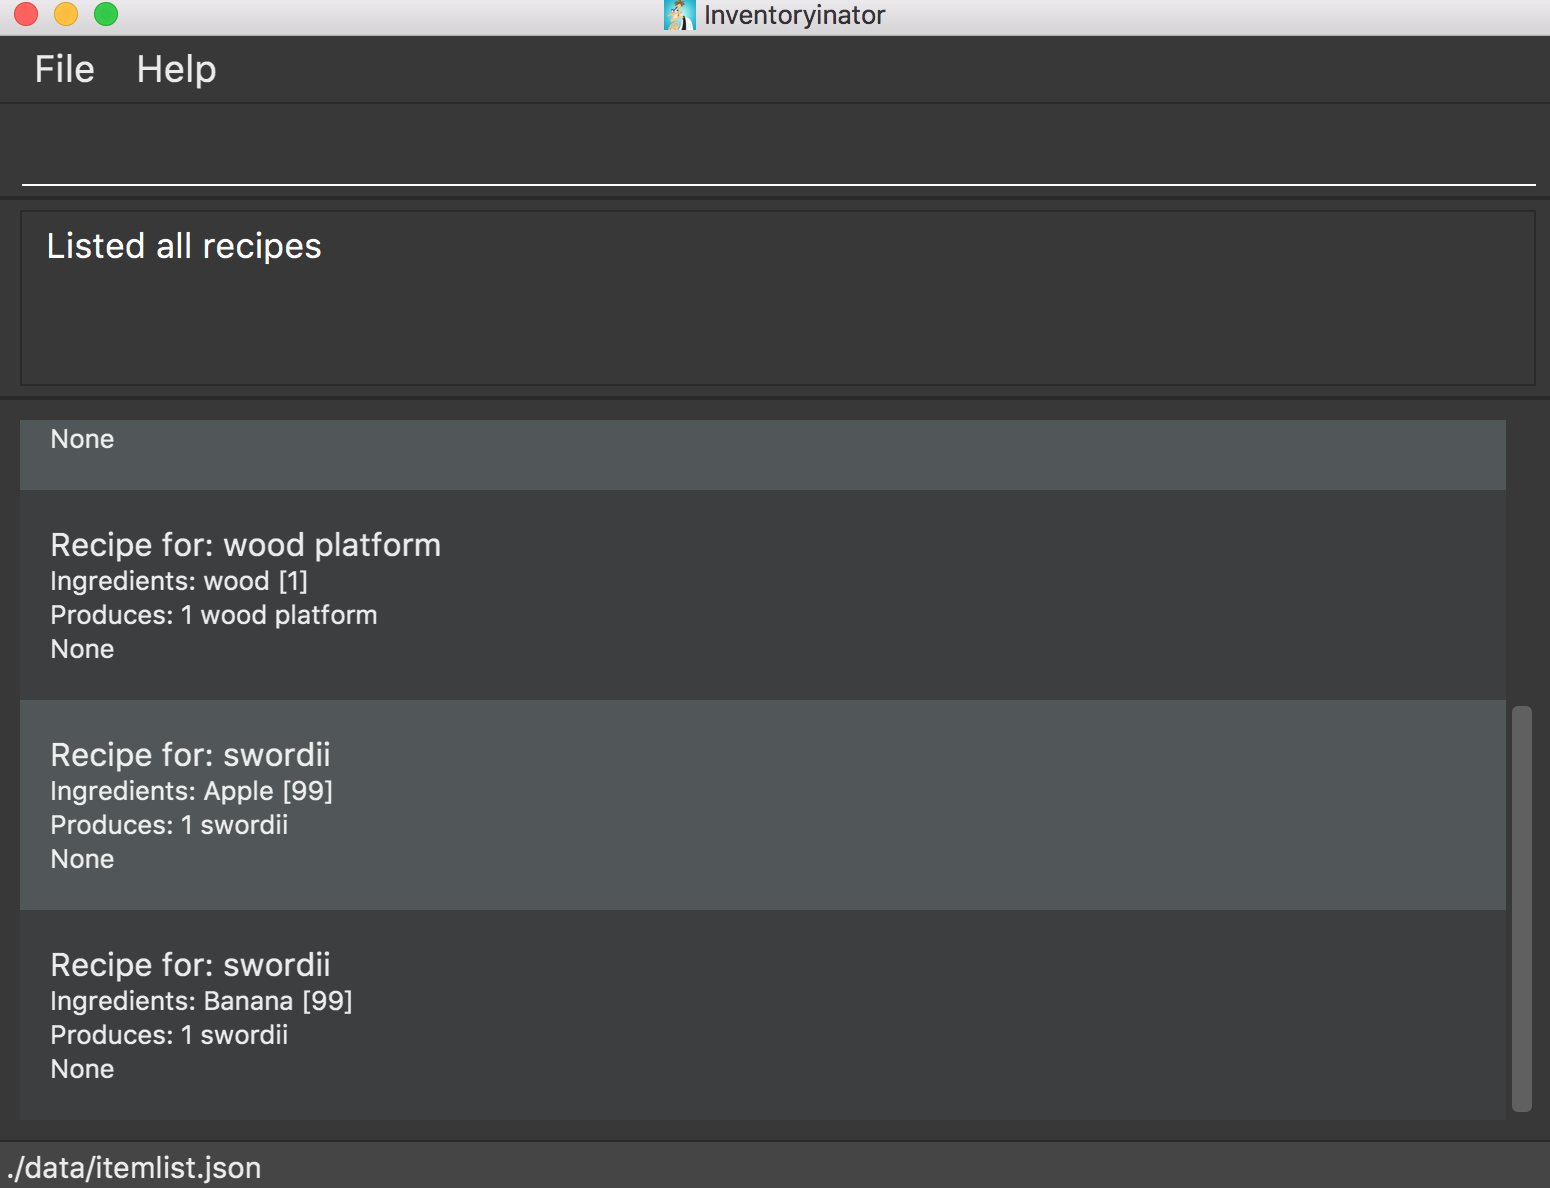 Inventoryinator
File Help
Listed all recipes
None
Recipe for: wood platform
Ingredients: wood [1]
Produces: 1 wood platform
None
Recipe for: swordii
Ingredients: Apple [99]
Produces: 1 swordii
None
Recipe for: swordii
Ingredients: Banana [99]
Produces: 1 swordii
None
./data/itemlist.json